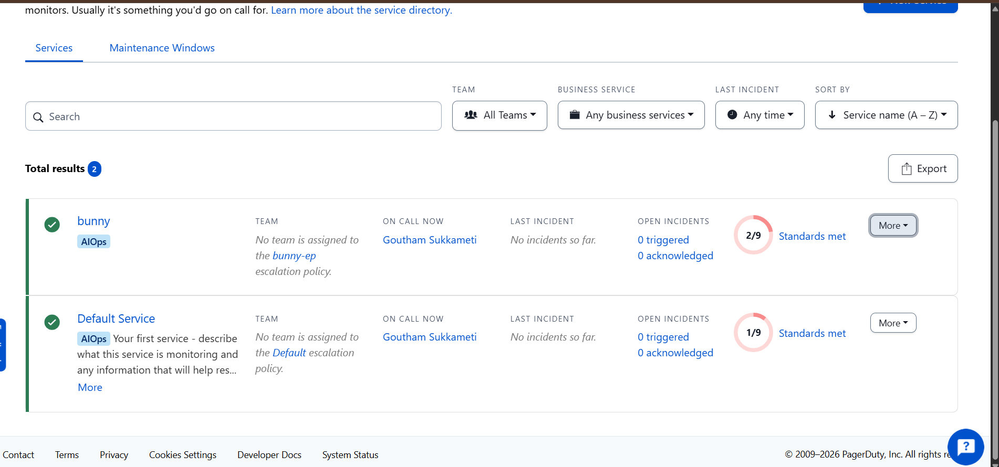 monitors. Usually it's something you'd go on call for. Learn more about the service directory.
Services
Maintenance Windows
TEAM
BUSINESS SERVICE
LAST INCIDENT
SORT BY
Search
All Teams
Any business services
Any time
Service name (A – Z)
Total results 2
Export
bunny
AIOps
TEAM
No team is assigned to
the bunny-ep
escalation policy.
ON CALL NOW
Goutham Sukkameti
LAST INCIDENT
No incidents so far.
OPEN INCIDENTS
0 triggered
0 acknowledged
2/9
Standards met
More
Default Service
AIOps Your first service - describe
what this service is monitoring and
any information that will help res...
More
TEAM
No team is assigned to
the Default escalation
policy.
ON CALL NOW
Goutham Sukkameti
LAST INCIDENT
No incidents so far.
OPEN INCIDENTS
0 triggered
0 acknowledged
1/9
Standards met
More
Contact
Terms
Privacy
Cookies Settings
Developer Docs
System Status
© 2009–2026 PagerDuty, Inc. All rights